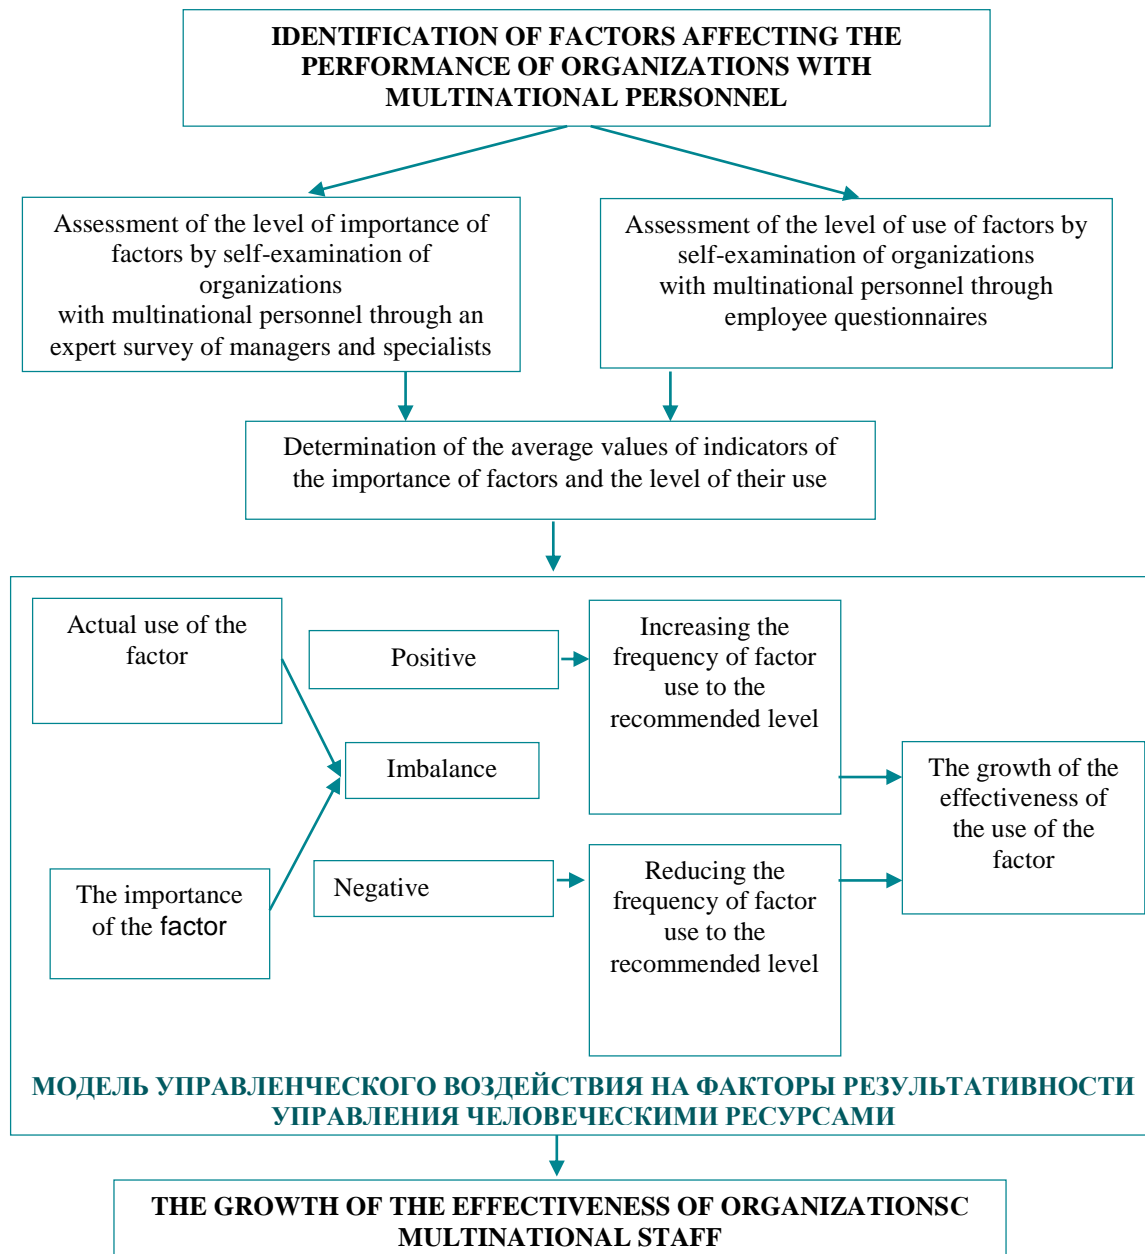 IDENTIFICATION OF FACTORS AFFECTING THE
PERFORMANCE OF ORGANIZATIONS WITH
MULTINATIONAL PERSONNEL
Assessment of the level of importance of
factors by self-examination of
organizations
with multinational personnel through an
expert survey of managers and specialists
Assessment of the level of use of factors by
self-examination of organizations
with multinational personnel through
employee questionnaires
Determination of the average values of indicators of
the importance of factors and the level of their use
Actual use of the
factor
Positive
Increasing the
frequency of factor
use to the
recommended level
Imbalance
The growth of the
effectiveness of
the use of the
factor
The importance
of the factor
Negative
Reducing the
frequency of factor
use to the
recommended level
МОДЕЛЬ УПРАВЛЕНЧЕСКОГО ВОЗДЕЙСТВИЯ НА ФАКТОРЫ РЕЗУЛЬТАТИВНОСТИ
УПРАВЛЕНИЯ ЧЕЛОВЕЧЕСКИМИ РЕСУРСАМИ
THE GROWTH OF THE EFFECTIVENESS OF ORGANIZATIONSC
MULTINATIONAL STAFF